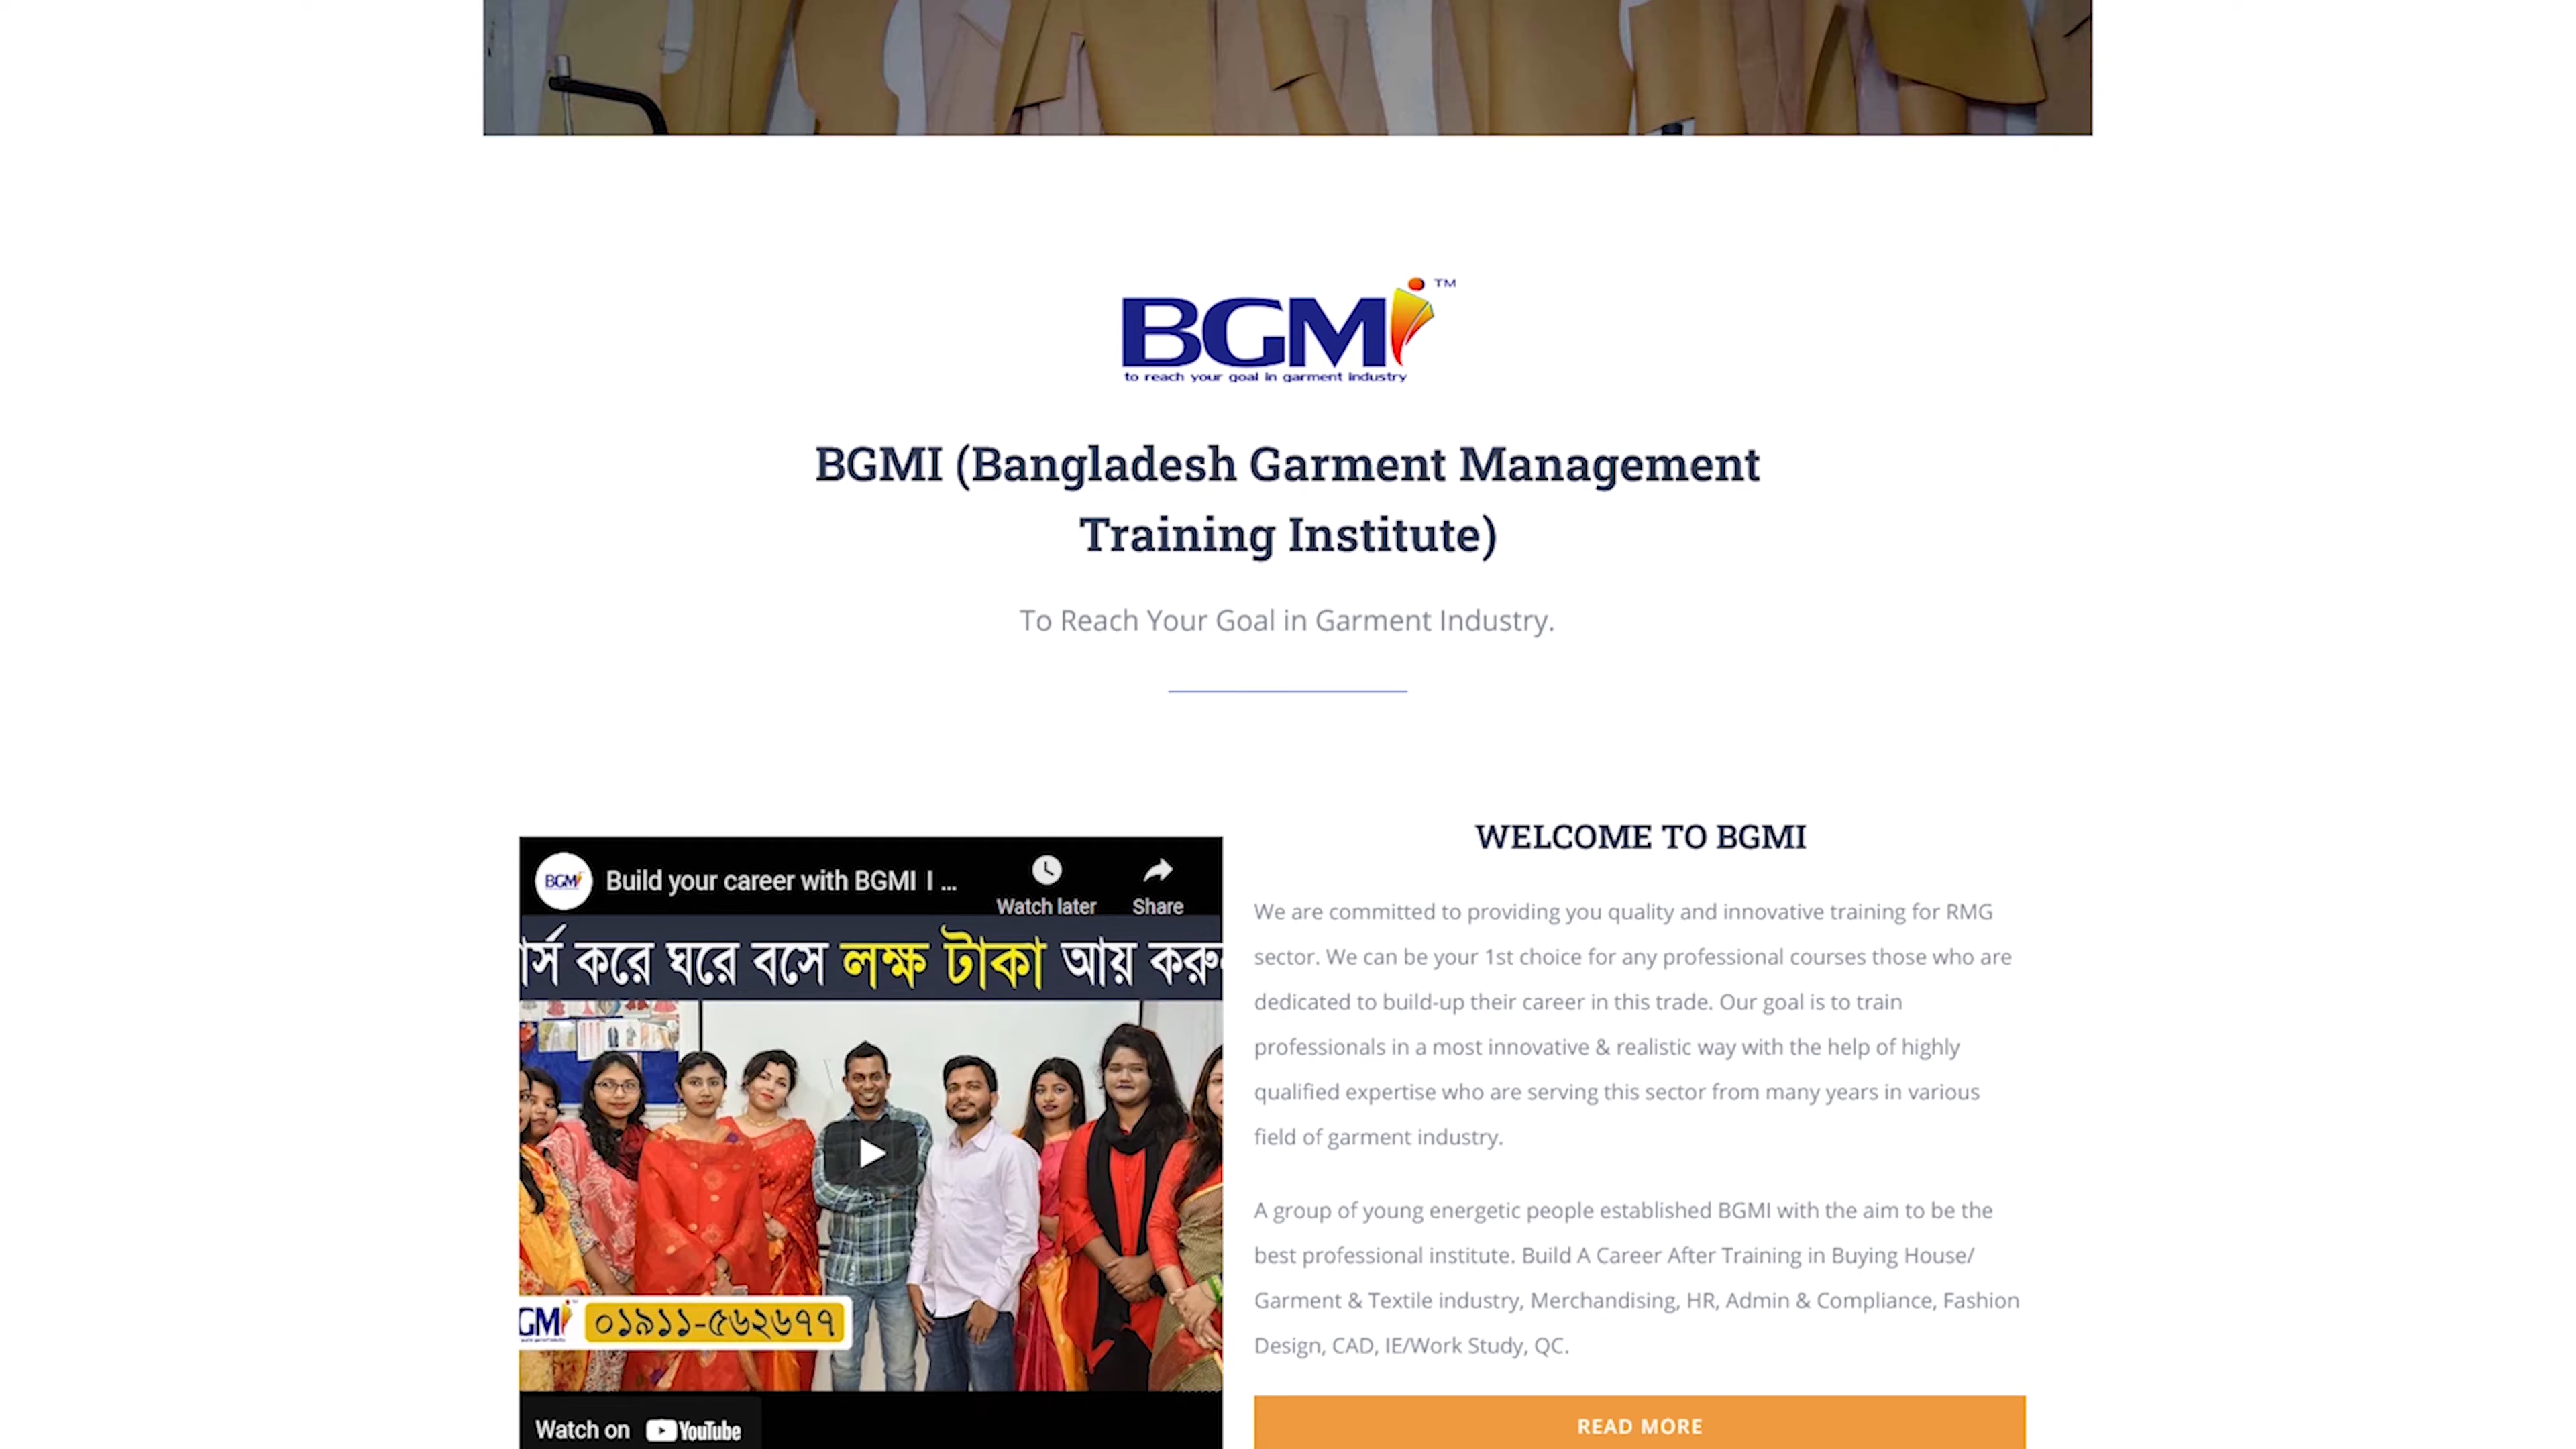 BGMi TM
to reach your goal in garment industry
BGMI (Bangladesh Garment Management
Training Institute)
To Reach Your Goal in Garment Industry.
WELCOME TO BGMI
We are committed to providing you quality and innovative training for RMG
sector. We can be your 1st choice for any professional courses those who are
dedicated to build-up their career in this trade. Our goal is to train
professionals in a most innovative & realistic way with the help of highly
qualified expertise who are serving this sector from many years in various
field of garment industry.
A group of young energetic people established BGMI with the aim to be the
best professional institute. Build A Career After Training in Buying House/
Garment & Textile industry, Merchandising, HR, Admin & Compliance, Fashion
Design, CAD, IE/Work Study, QC.
READ MORE
BGMi
Build your career with BGMI I ...
Watch later
Share
করে ঘরে বসে লক্ষ টাকা আয়
GMi ০১৯১১-৫৬২৬৭৭
Watch on YouTube